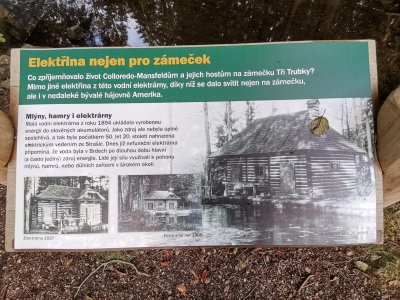 Elektřina nejen pro zámeček
Co zpříjemňovalo život Colloredo-Mansfeldům a jejich hostům na zámečku Tři Trubky?
Mimo jiné elektřina z této vodní elektrárny, díky níž se dalo svítit nejen na zámečku,
ale i v nedaleké bývalé hájovně Amerika.
Mlýny, hamry i elektrárny
Malá vodní elektrárna z roku 1894 ukládala vyrobenou
energii do olověných akumulátorů. Jako zdroj ale nebyla úplně
spolehlivá, a tak byla počátkem 50. let 20. století nahrazena
elektrickým vedením ze Strašic. Dnes již nefunkční elektrárna
připomíná, že voda byla v Brdech po dlouhou dobu hlavní
(a často jediný) zdroj energie. Lidé její sílu využívali k pohonu
mlýnů, hamrů, nebo dalších zařízení v širokém okolí.
Elektrárna 1937
Elektrárna rok